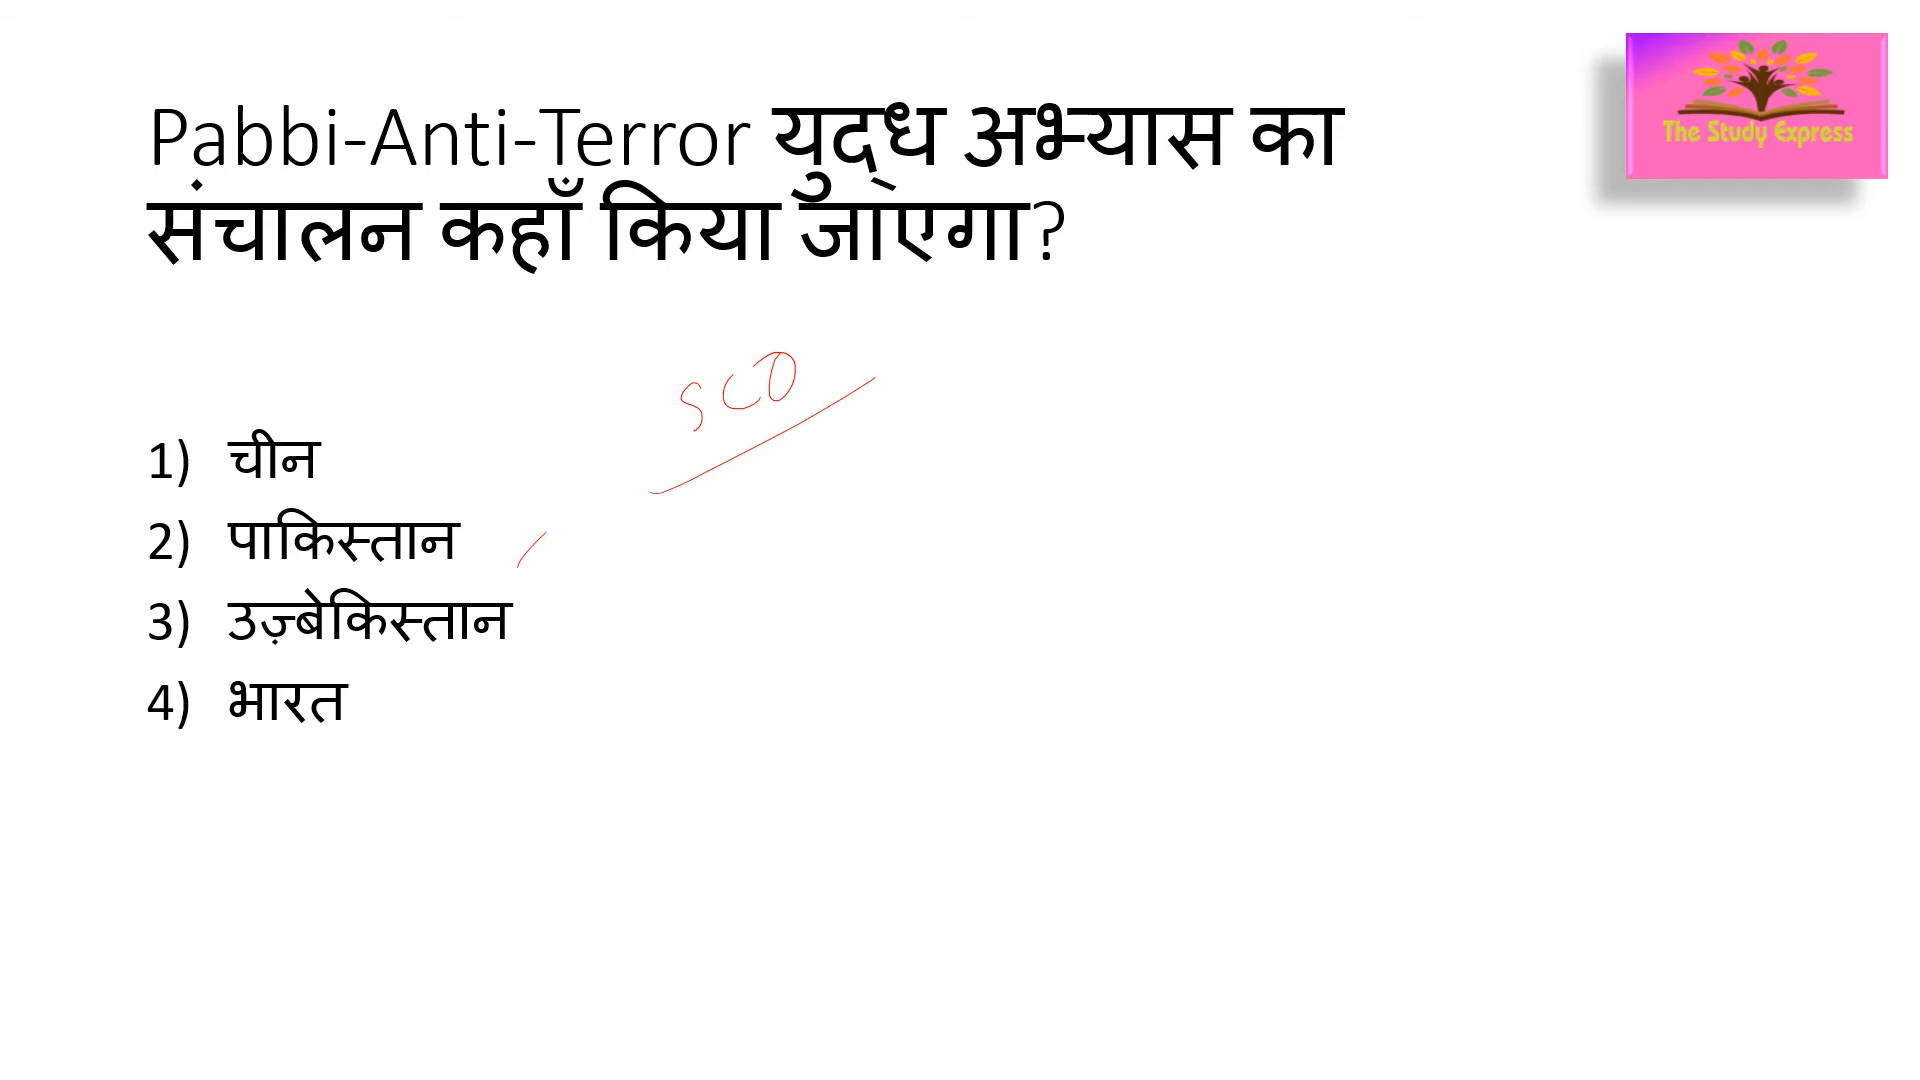 The Study Express
Pabbi-Anti-Terror युद्ध अभ्यास का
संचालन कहाँ किया जाएगा?
SCO
1) चीन
2) पाकिस्तान
3) उज़्बेकिस्तान
4) भारत